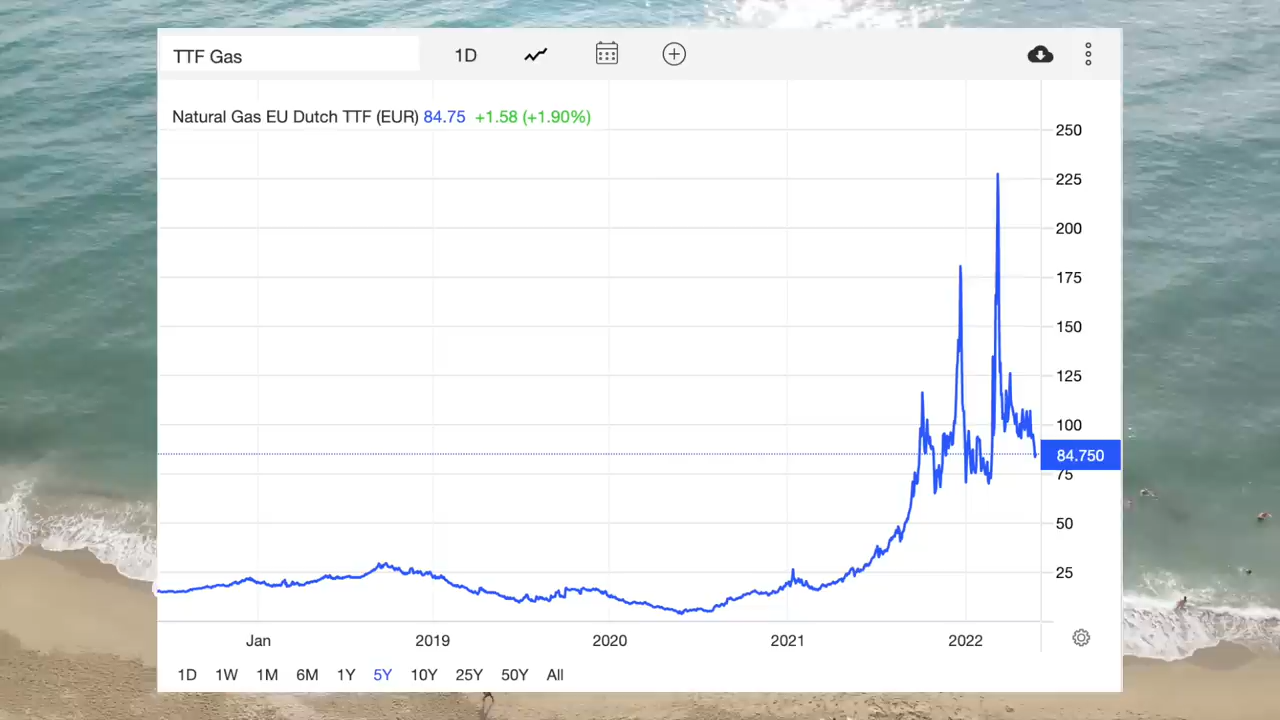 TTF Gas 1D
Natural Gas EU Dutch TTF (EUR) 84.75 +1.58 (+1.90%)
250
225
200
175
150
125
100
84.750
75
50
25
Jan 2019 2020 2021 2022
1D 1W 1M 6M 1Y 5Y 10Y 25Y 50Y All